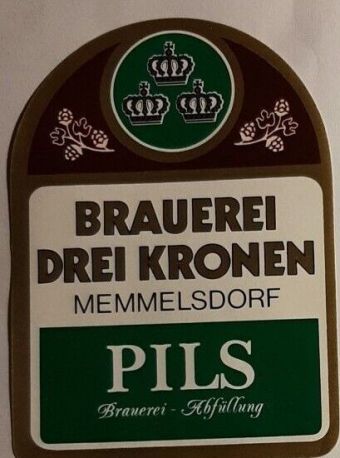 BRAUEREI
DREI KRONEN
MEMMELSDORF
PILS
Brauerei - Abfüllung